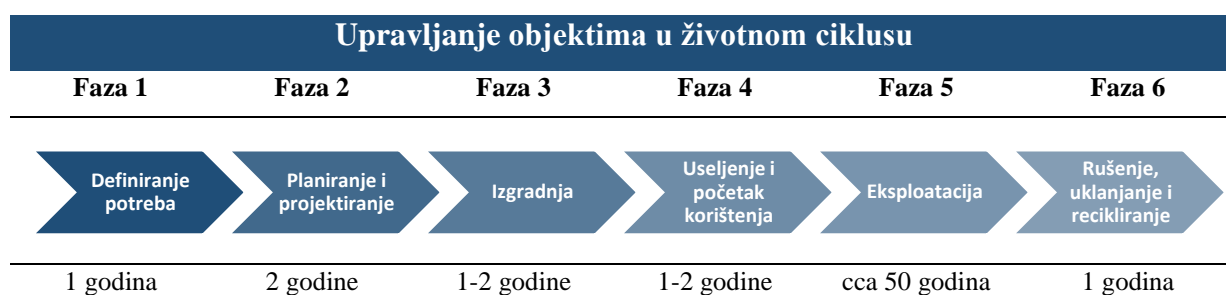 Upravljanje objektima u životnom ciklusu
Faza 1 Faza 2 Faza 3 Faza 4 Faza 5 Faza 6
Definiranje
potreba
Planiranje i
projektiranje
Izgradnja
Useljenje i
početak
korištenja
Eksploatacija
Rušenje,
uklanjanje i
recikliranje
1 godina 2 godine 1-2 godine 1-2 godine cca 50 godina 1 godina